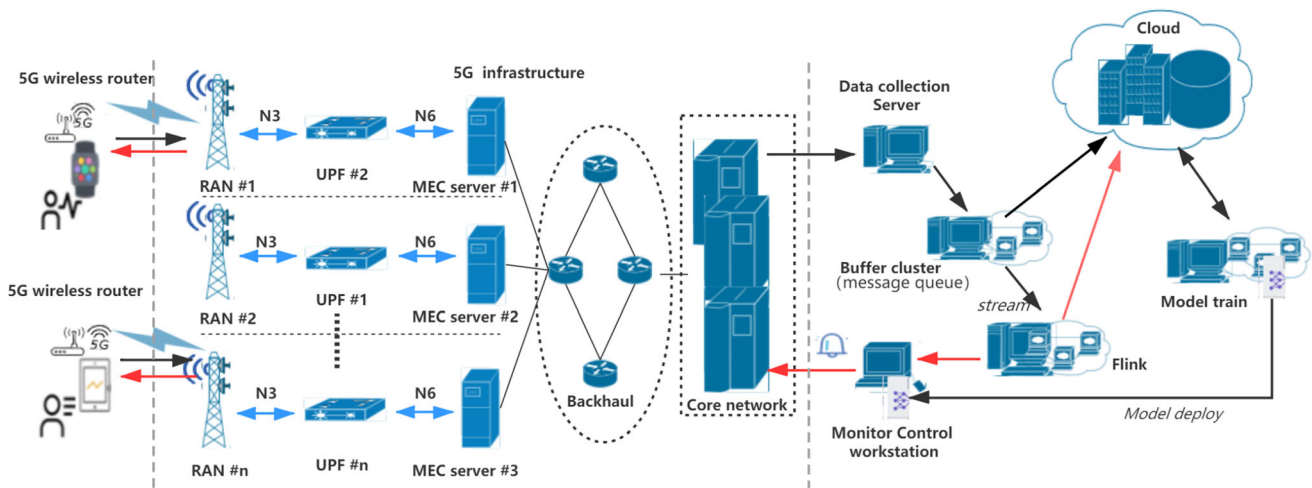 5G wireless router
5G
5G wireless router
5G
N3
N6
RAN #1
UPF #2
MEC server #1
5G infrastructure
N3
N6
RAN #2
UPF #1
MEC server #2
N3
N6
RAN #n
UPF #n
MEC server #3
Backhaul
Core network
Data collection
Server
Cloud
Buffer cluster
(message queue)
stream
Flink
Model train
Model deploy
Monitor Control
workstation